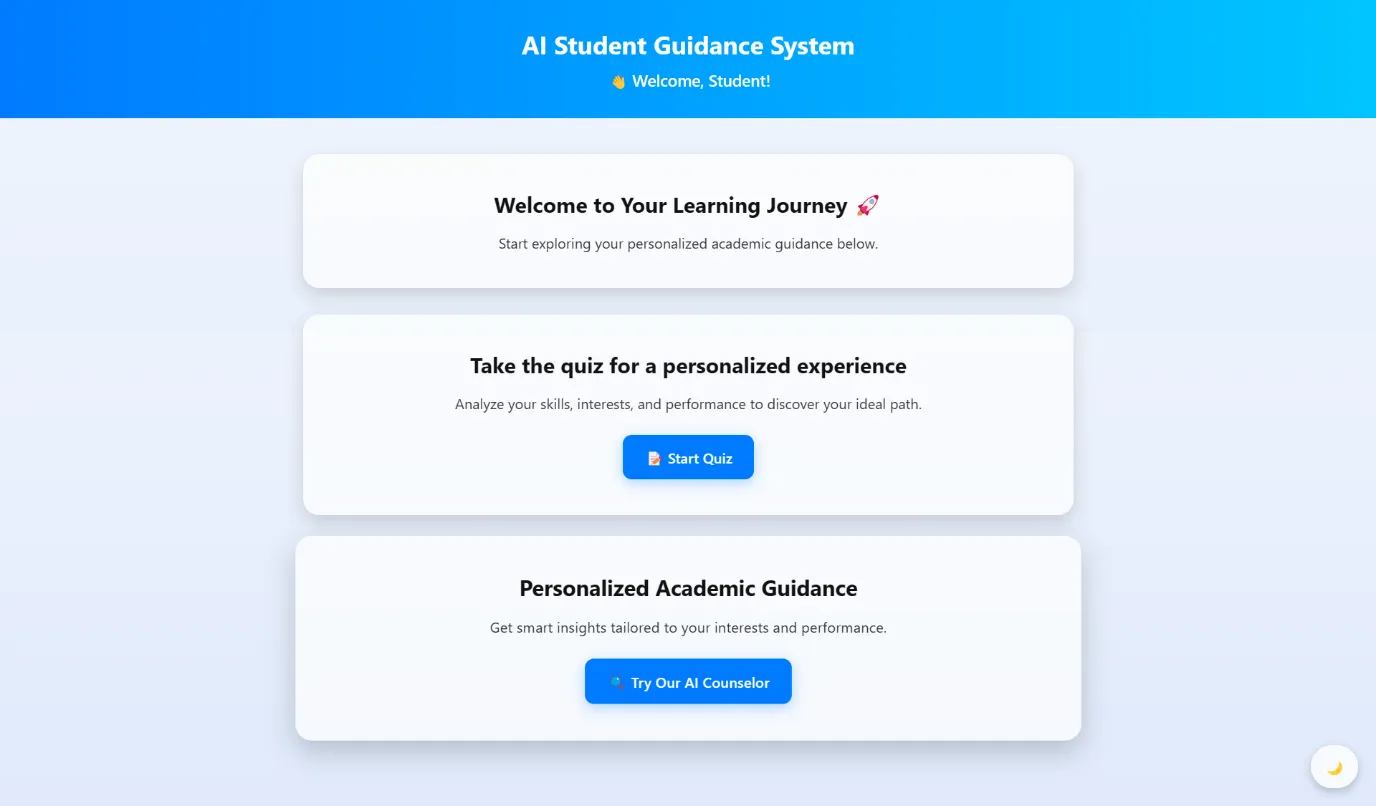 AI Student Guidance System
👋 Welcome, Student!
Welcome to Your Learning Journey 🚀
Start exploring your personalized academic guidance below.
Take the quiz for a personalized experience
Analyze your skills, interests, and performance to discover your ideal path.
📝 Start Quiz
Personalized Academic Guidance
Get smart insights tailored to your interests and performance.
🔍 Try Our AI Counselor
🌙